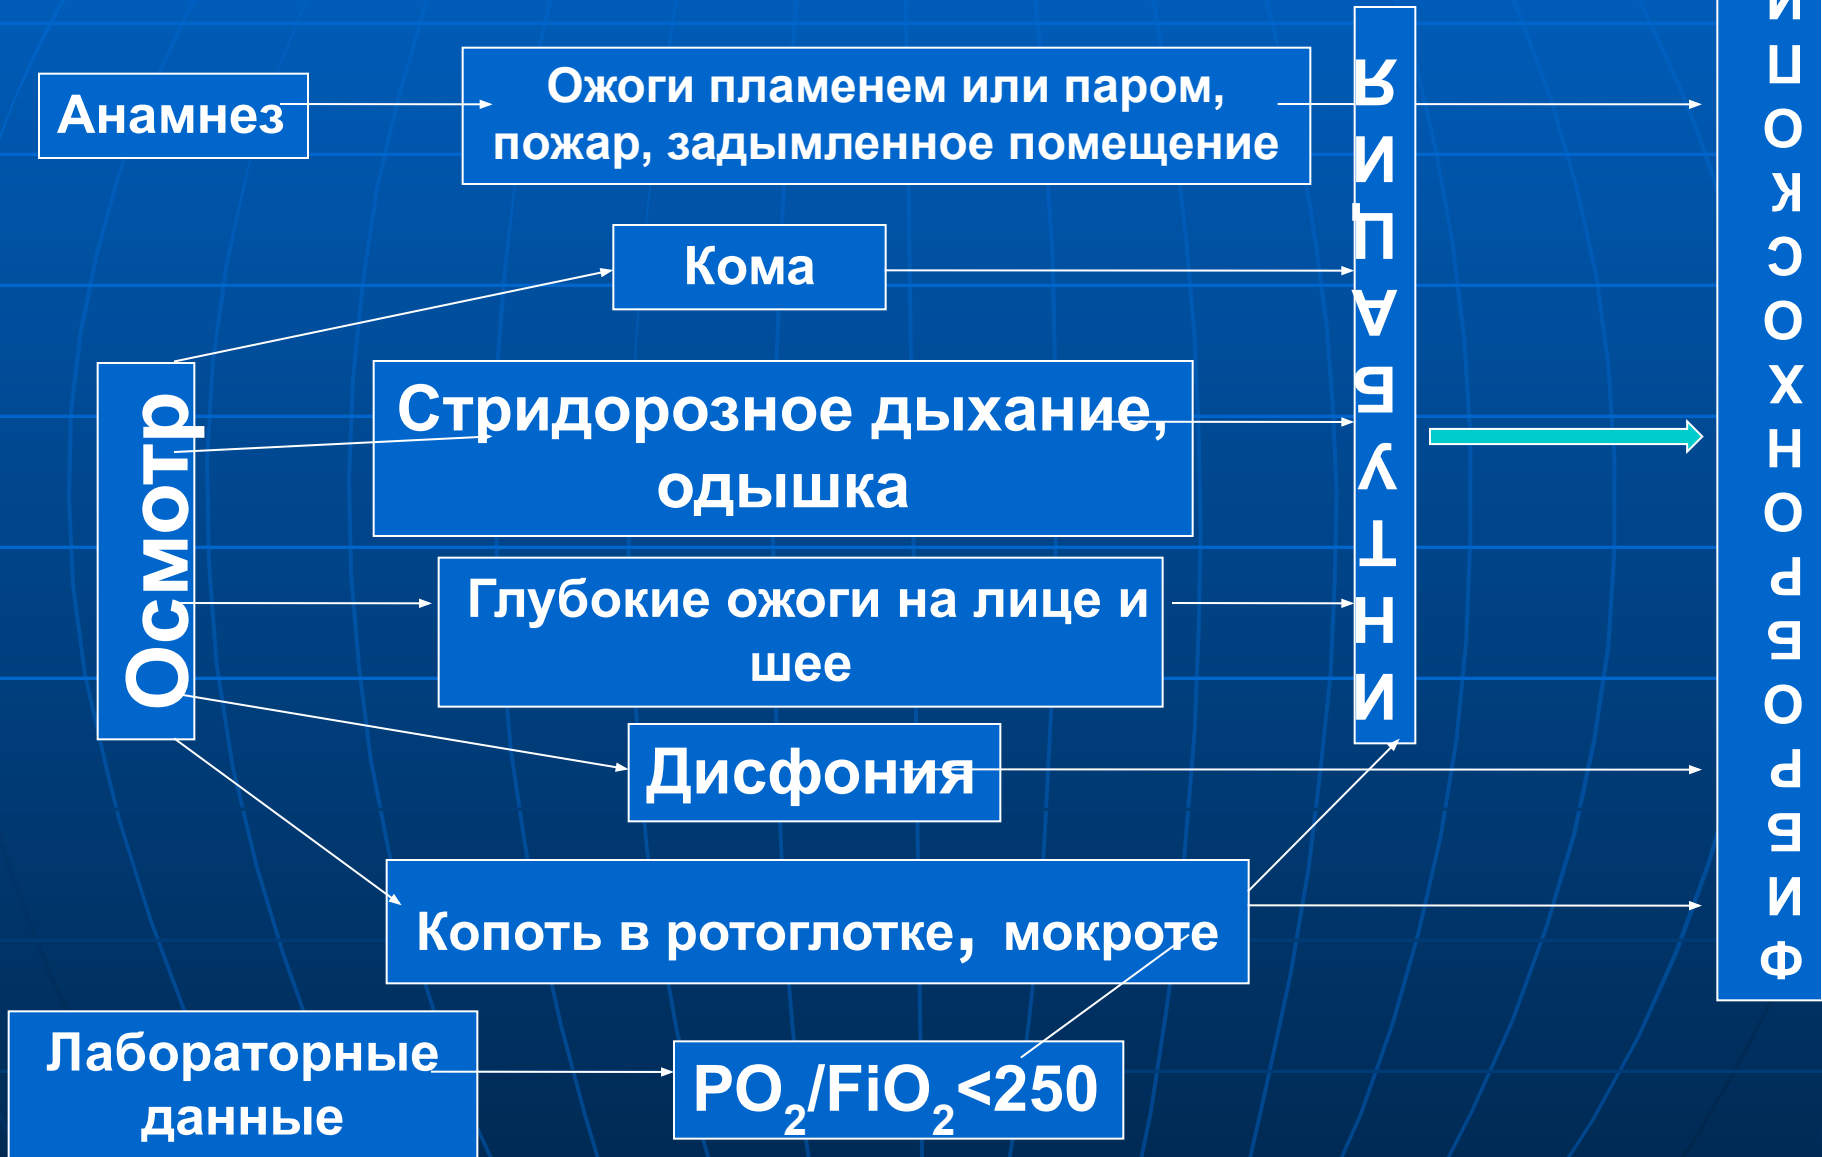 Анамнез
Ожоги пламенем или паром,
пожар, задымленное помещение
Осмотр
Кома
Стридорозное дыхание,
одышка
Глубокие ожоги на лице и
шее
Дисфония
Копоть в ротоглотке, мокроте
Лабораторные
данные
PO2/FiO2<250
ИНТУБАЦИЯ
ФИБРОБРОНХОСКОПИ